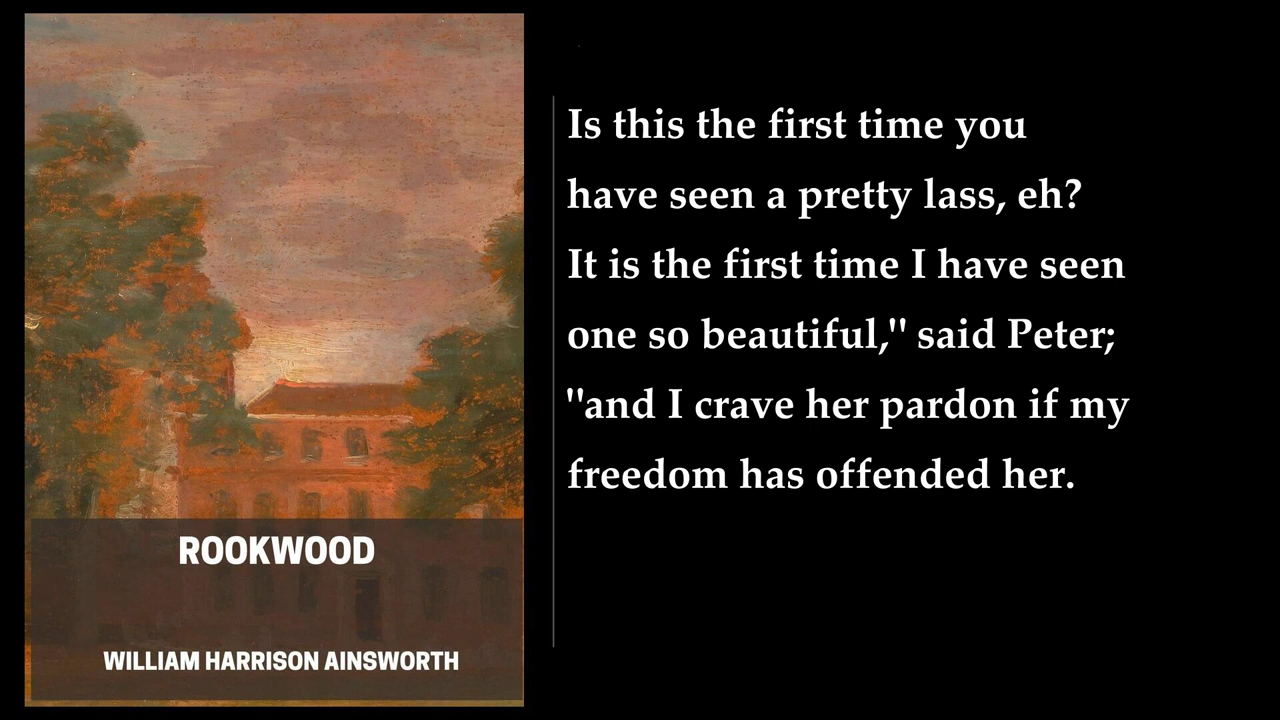 ROOKWOOD
WILLIAM HARRISON AINSWORTH
Is this the first time you
have seen a pretty lass, eh?
It is the first time I have seen
one so beautiful," said Peter;
"and I crave her pardon if my
freedom has offended her.